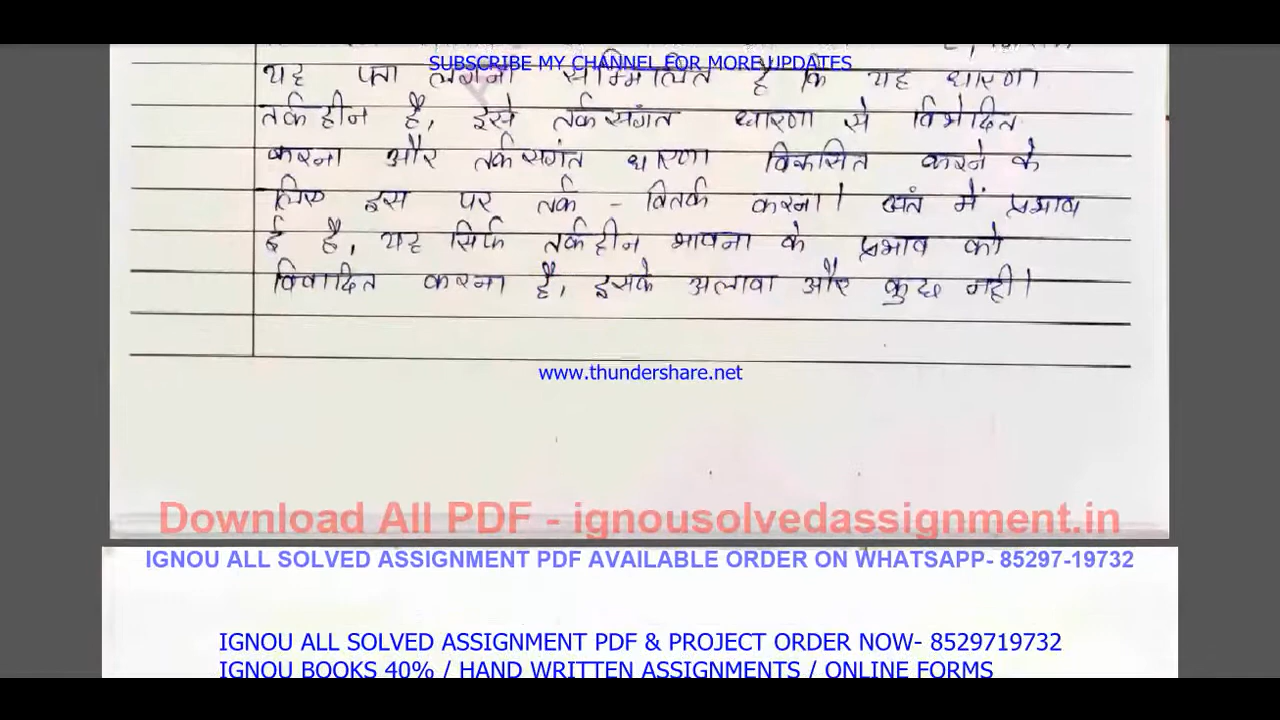 SUBSCRIBE MY CHANNEL FOR MORE UPDATES
यह पता लगाना सम्मिलित है कि यह धारणा
तर्कहीन है, इसे तर्कसंगत धारणा से विभेदित
करना और तर्कसगंत धारणा विकसित करने के
लिए इस पर तर्क - वितर्क करना। अंत में प्रभाव
ई है, यह सिर्फ तर्कहीन भावना के प्रभाव को
विवादित करना है, इसके अलावा और कुछ नही।
www.thundershare.net
Download All PDF - ignousolvedassignment.in
IGNOU ALL SOLVED ASSIGNMENT PDF AVAILABLE ORDER ON WHATSAPP- 85297-19732
IGNOU ALL SOLVED ASSIGNMENT PDF & PROJECT ORDER NOW- 8529719732
IGNOU BOOKS 40% / HAND WRITTEN ASSIGNMENTS / ONLINE FORMS